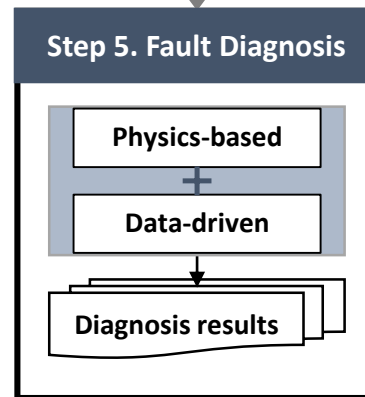 Step 5. Fault Diagnosis
Physics-based
+
Data-driven
Diagnosis results